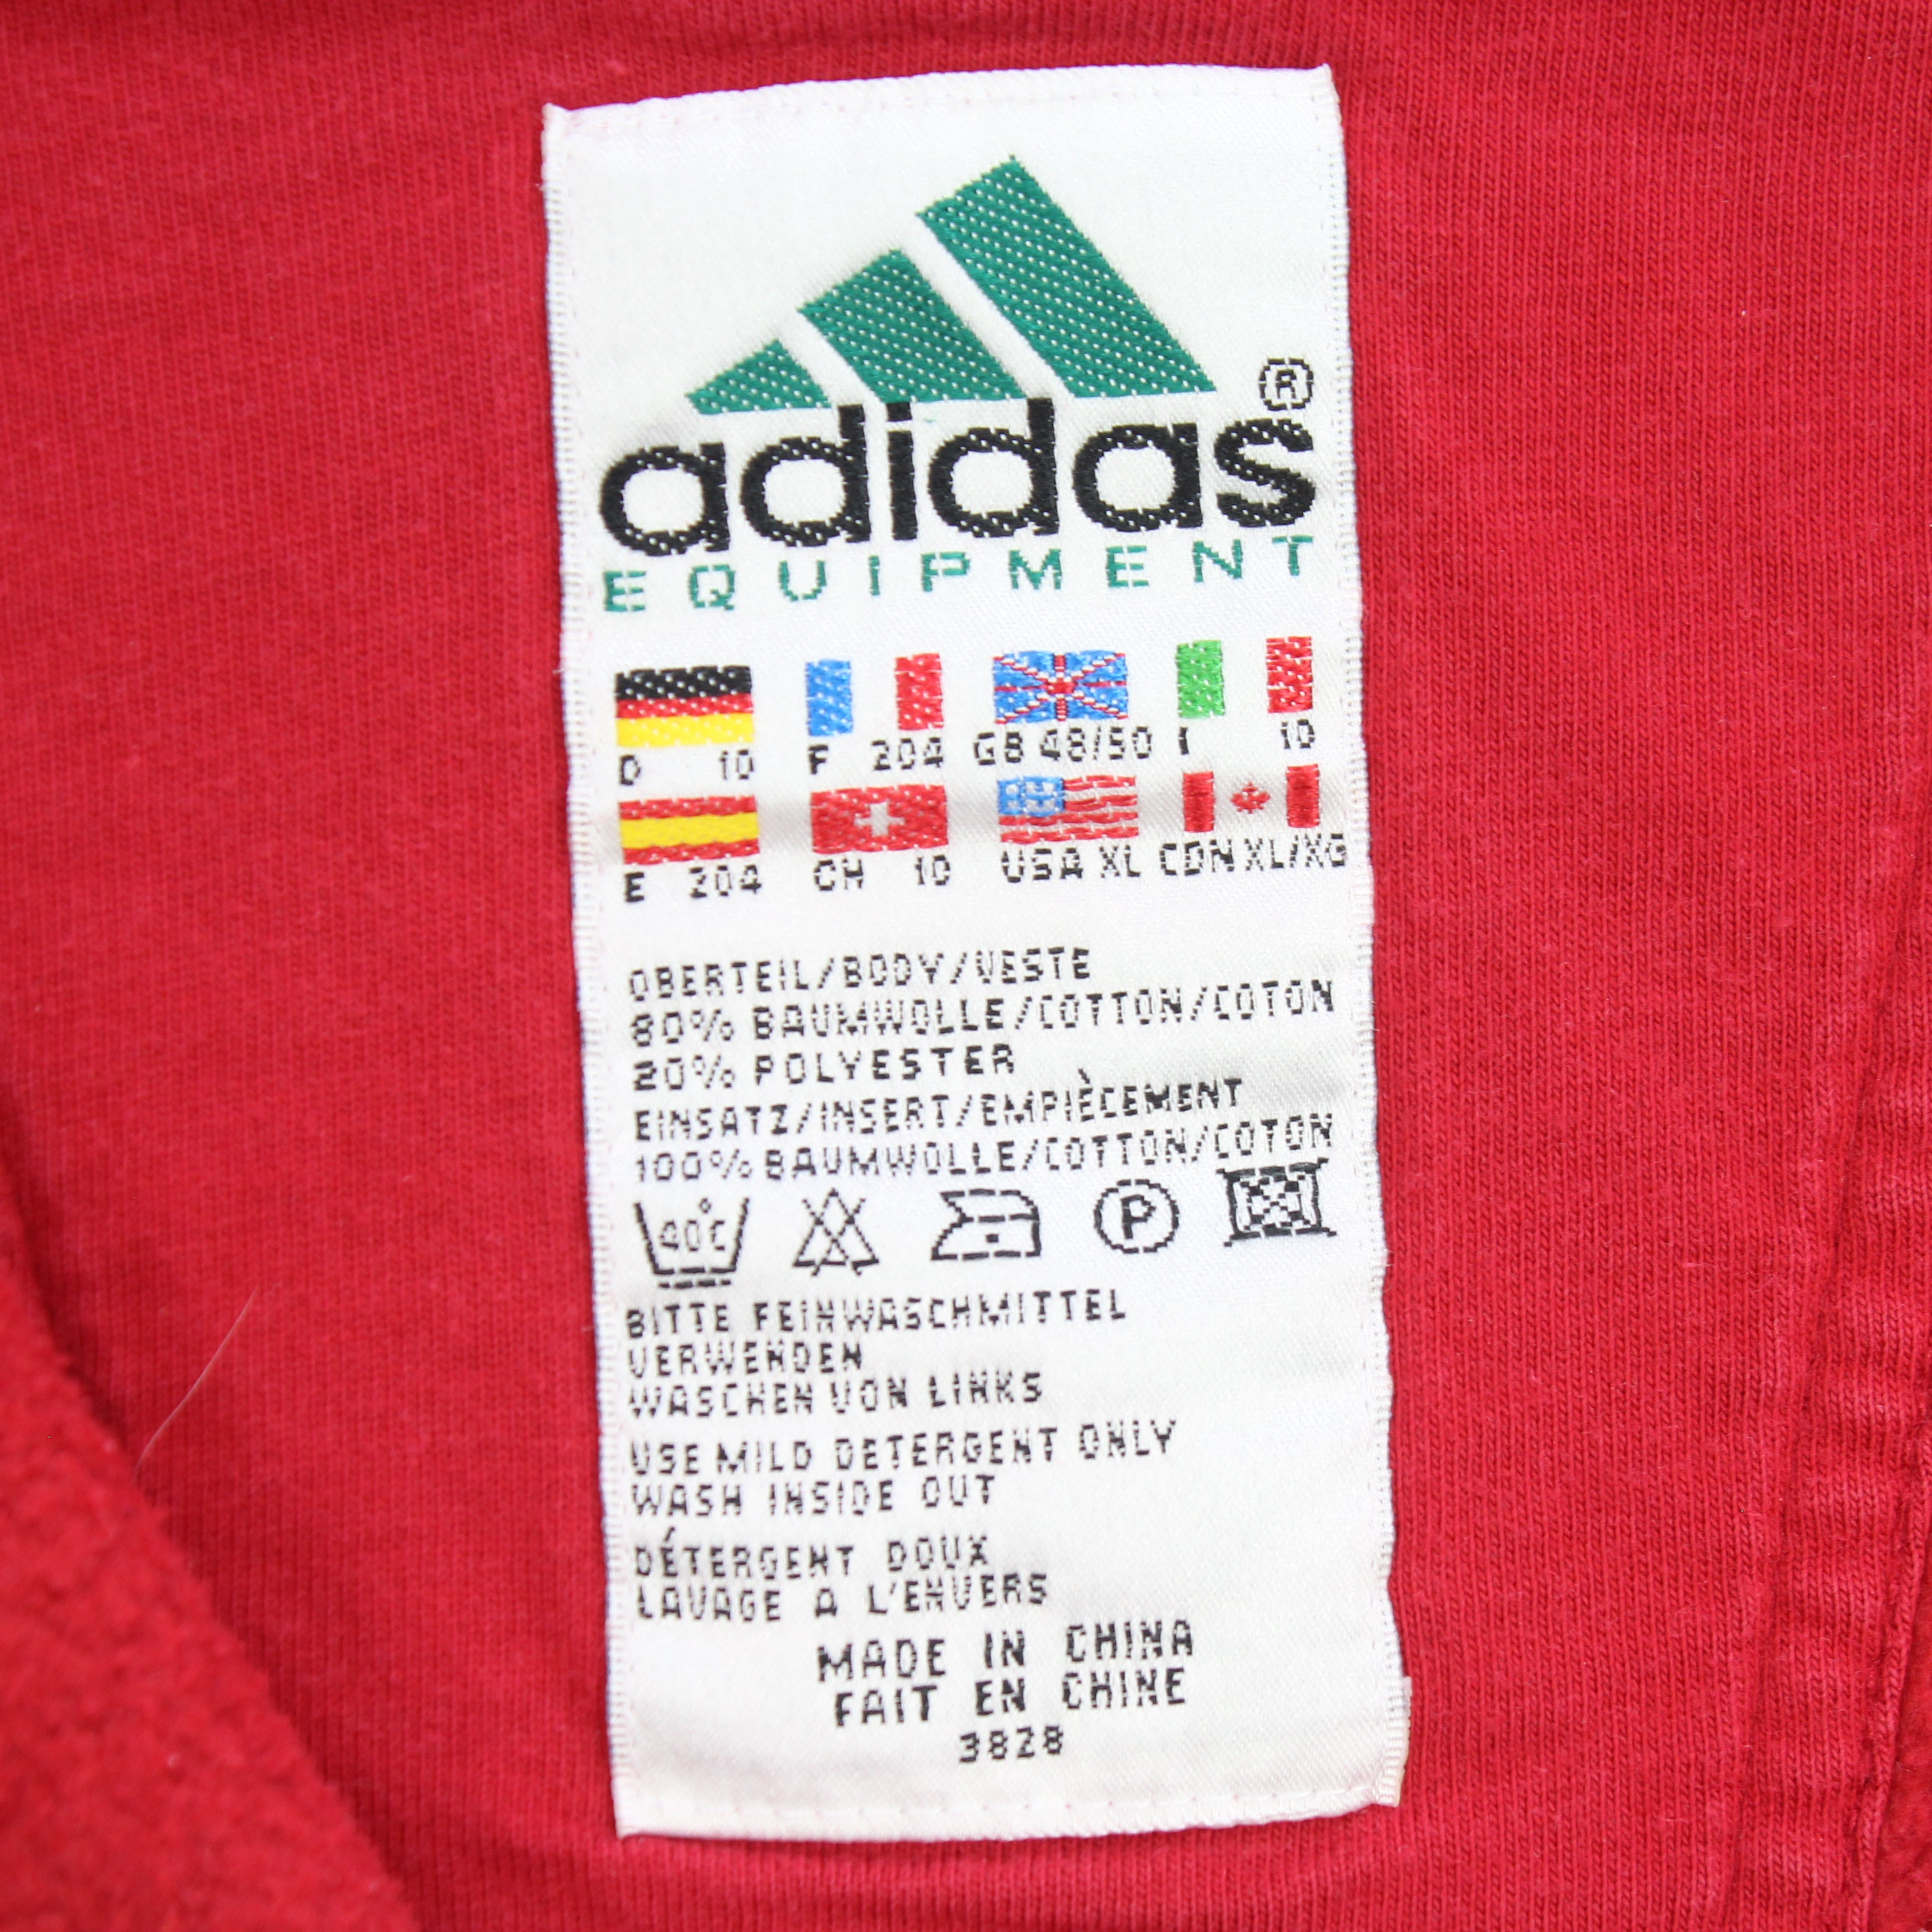 adidas ®
EQUIPMENT
D 10 F 204 GB 48/50 I 10
E 204 CH 10 USA XL CDN XL/XG
OBERTEIL/BODY/VESTE
80% BAUMWOLLE/COTTON/COTON
20% POLYESTER
EINSATZ/INSERT/EMPIÈCEMENT
100% BAUMWOLLE/COTTON/COTON
40°C P
BITTE FEINWASCHMITTEL
VERWENDEN
WASCHEN VON LINKS
USE MILD DETERGENT ONLY
WASH INSIDE OUT
DÉTERGENT DOUX
LAVAGE A L'ENVERS
MADE IN CHINA
FAIT EN CHINE
3828